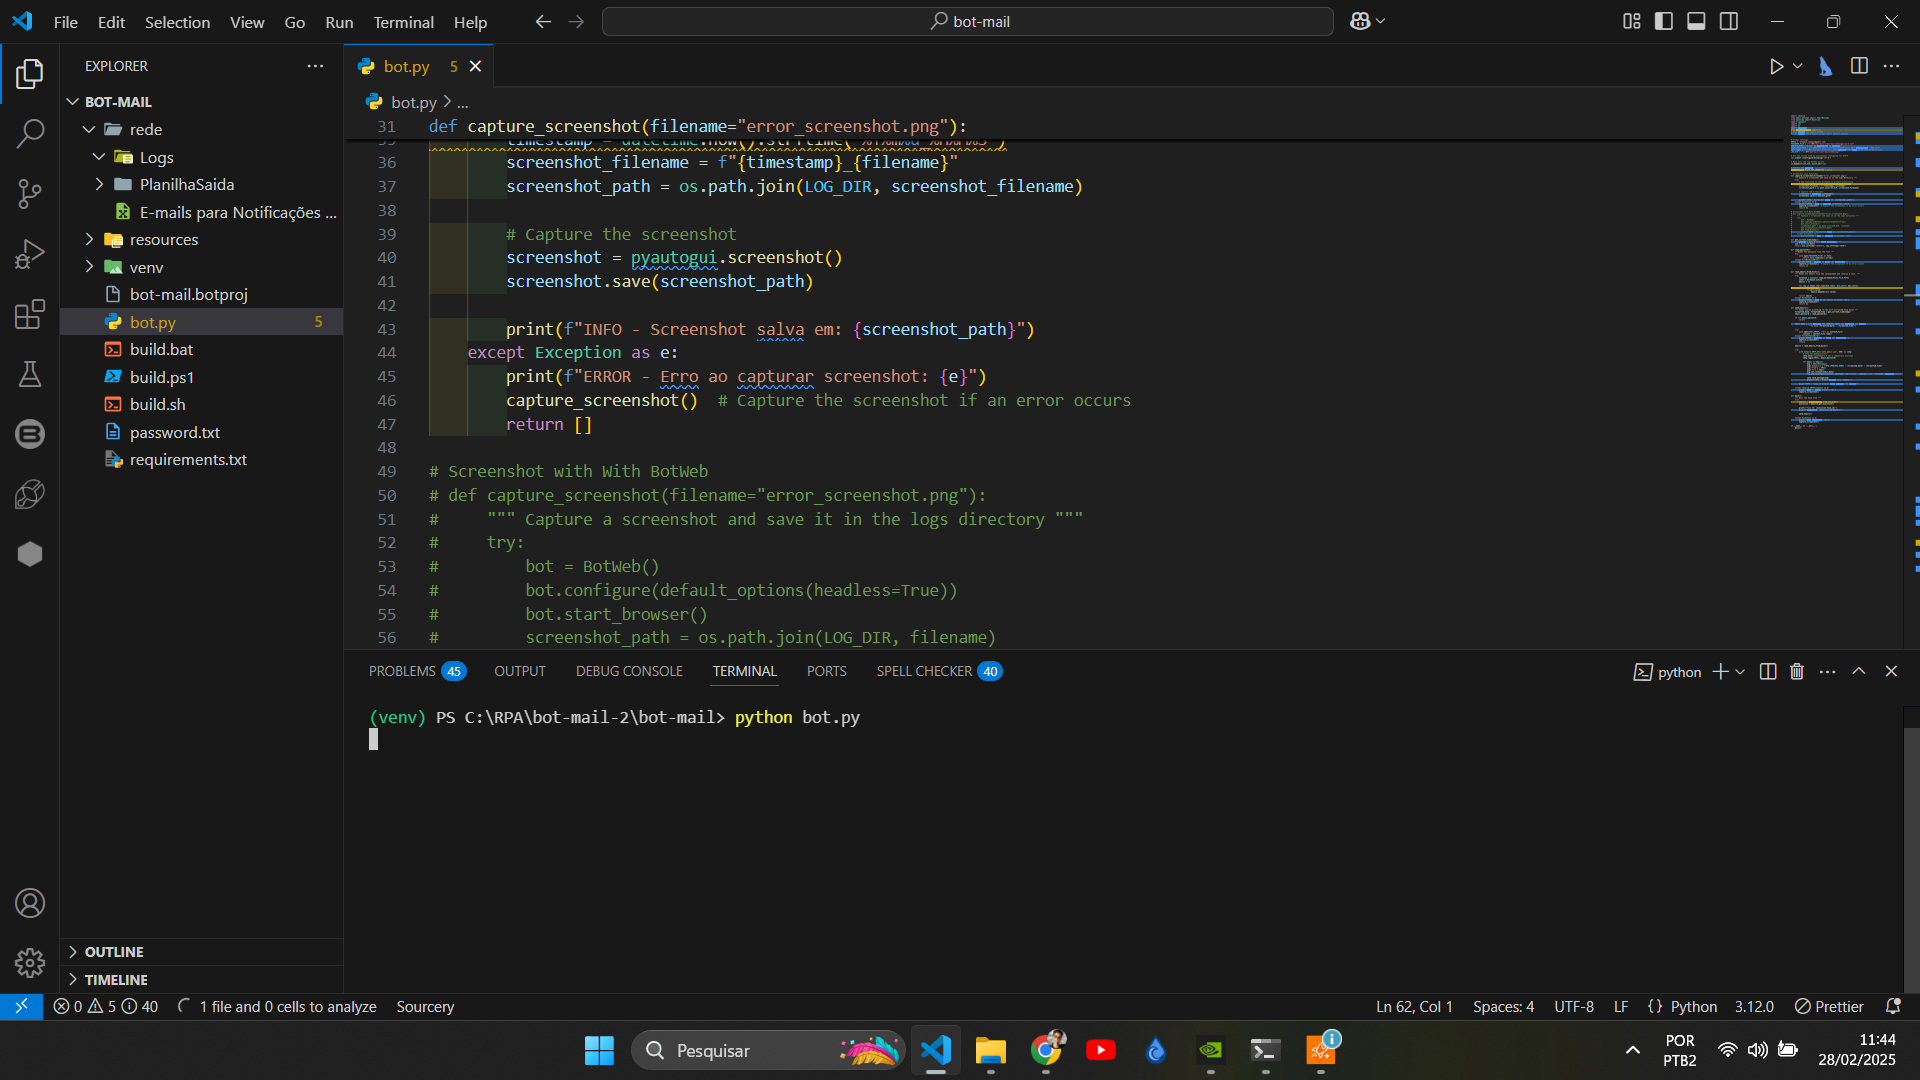 File Edit Selection View Go Run Terminal Help
bot-mail
EXPLORER
BOT-MAIL
rede
Logs
PlanilhaSaida
E-mails para Notificações ...
resources
venv
bot-mail.botproj
bot.py 5
build.bat
build.ps1
build.sh
password.txt
requirements.txt
OUTLINE
TIMELINE
bot.py 5
bot.py > ...
31 def capture_screenshot(filename="error_screenshot.png"):
36 screenshot_filename = f"{timestamp}_{filename}"
37 screenshot_path = os.path.join(LOG_DIR, screenshot_filename)
38
39 # Capture the screenshot
40 screenshot = pyautogui.screenshot()
41 screenshot.save(screenshot_path)
42
43 print(f"INFO - Screenshot salva em: {screenshot_path}")
44 except Exception as e:
45 print(f"ERROR - Erro ao capturar screenshot: {e}")
46 capture_screenshot()  # Capture the screenshot if an error occurs
47 return []
48
49 # Screenshot with With BotWeb
50 # def capture_screenshot(filename="error_screenshot.png"):
51 #     """ Capture a screenshot and save it in the logs directory """
52 #     try:
53 #         bot = BotWeb()
54 #         bot.configure(default_options(headless=True))
55 #         bot.start_browser()
56 #         screenshot_path = os.path.join(LOG_DIR, filename)
PROBLEMS 45 OUTPUT DEBUG CONSOLE TERMINAL PORTS SPELL CHECKER 40
python
(venv) PS C:\RPA\bot-mail-2\bot-mail> python bot.py
0 5 40 1 file and 0 cells to analyze Sourcery
Ln 62, Col 1 Spaces: 4 UTF-8 LF {} Python 3.12.0 Prettier
Pesquisar
POR
PTB2
11:44
28/02/2025